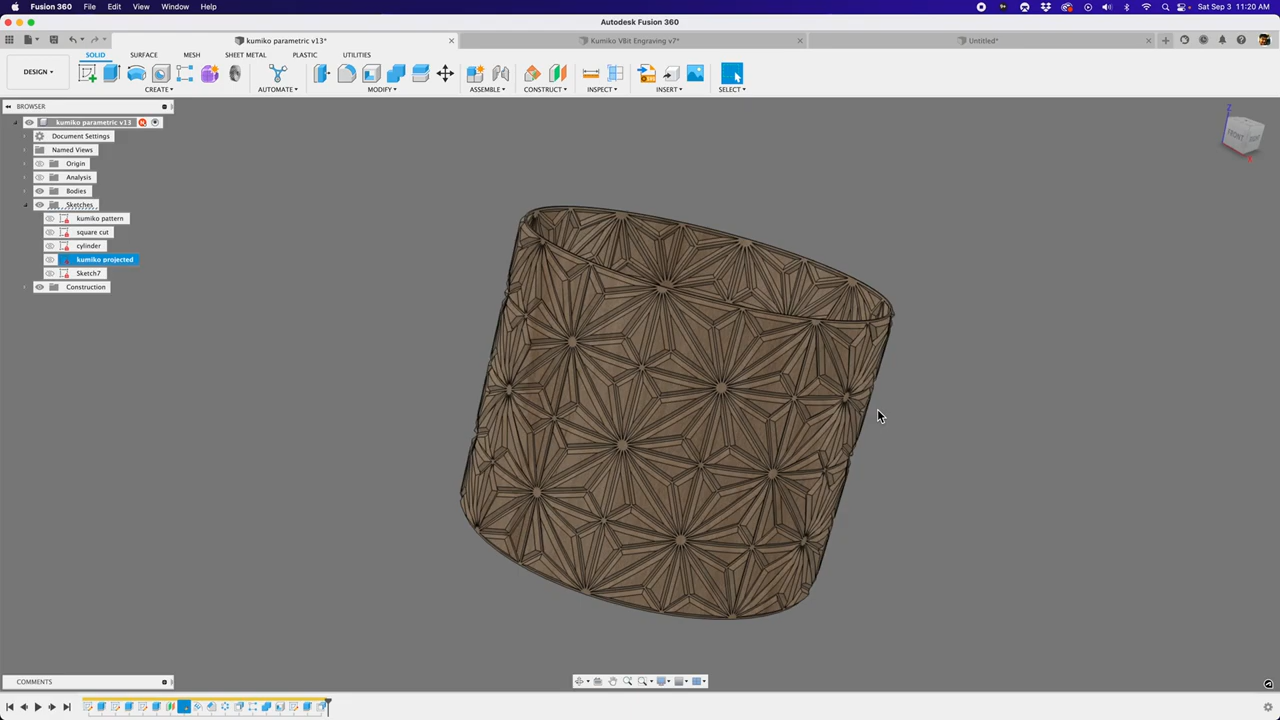 Fusion 360 File Edit View Window Help Sat Sep 3 11:20 AM
Autodesk Fusion 360
kumiko parametric v13* Kumiko VBit Engraving v7* Untitled*
SOLID SURFACE MESH SHEET METAL PLASTIC UTILITIES
DESIGN
CREATE AUTOMATE MODIFY ASSEMBLE CONSTRUCT INSPECT INSERT SELECT
BROWSER
kumiko parametric v13
Document Settings
Named Views
Origin
Analysis
Bodies
Sketches
kumiko pattern
square cut
cylinder
kumiko projected
Sketch7
Construction
Z
FRONT
X
COMMENTS